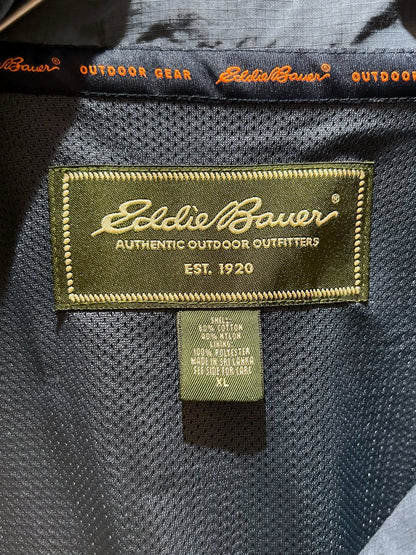 Eddie Bauer® OUTDOOR GEAR Eddie Bauer® OUTDOOR
Eddie Bauer®
AUTHENTIC OUTDOOR OUTFITTERS
EST. 1920
SHELL:
60% COTTON
40% NYLON
LINING:
100% POLYESTER
MADE IN SRI LANKA
SEE SIDE FOR CARE
XL